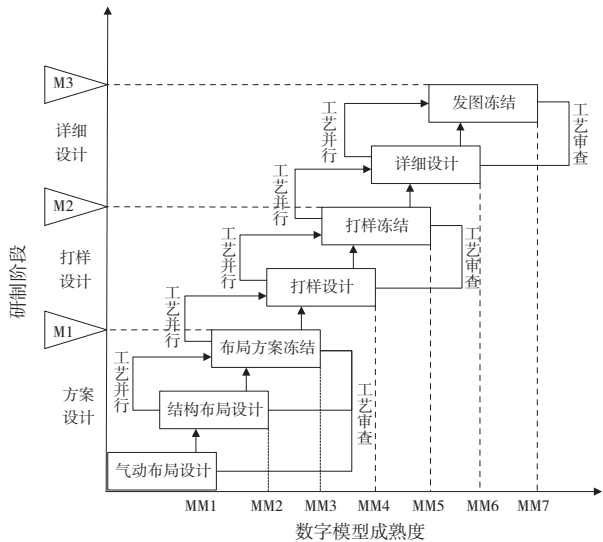 M3
发图冻结
工艺并行
工艺审查
详细
设计
详细设计
工艺并行
M2
打样冻结
工艺并行
工艺审查
打样
设计
打样设计
工艺并行
M1
布局方案冻结
工艺并行
工艺审查
方案
设计
结构布局设计
气动布局设计
研制阶段
MM1 MM2 MM3 MM4 MM5 MM6 MM7
数字模型成熟度